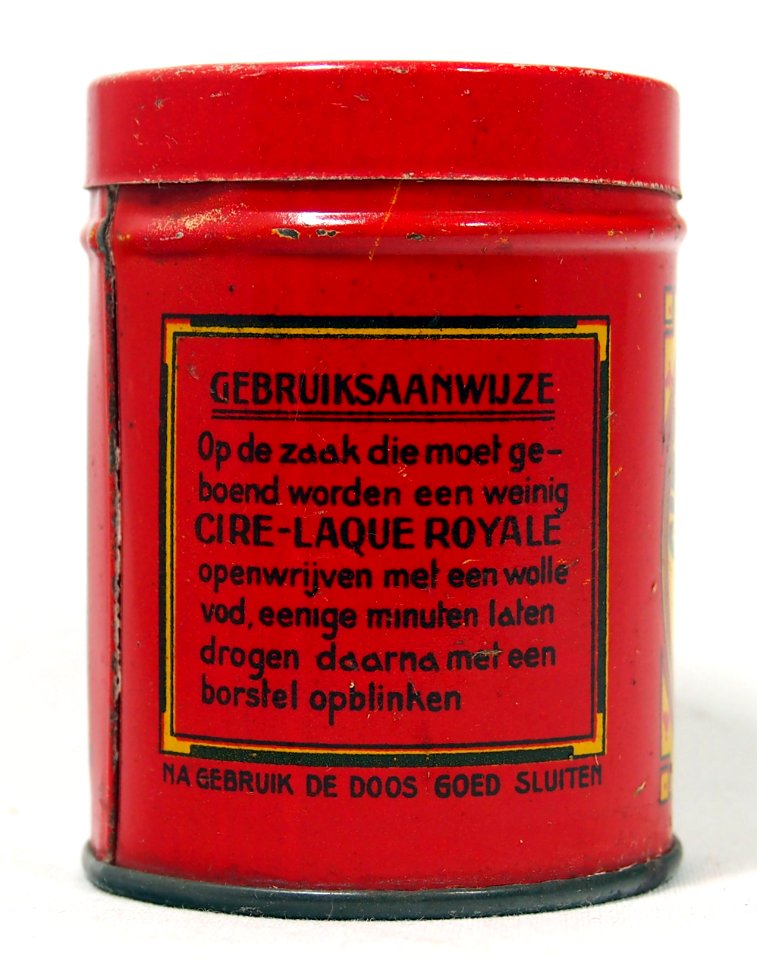 GEBRUIKSAANWIJZE
Op de zaak die moet ge-
boend worden een weinig
CIRE-LAQUE ROYALE
openwrijven met een wolle
vod, eenige minuten laten
drogen daarna met een
borstel opblinken
NA GEBRUIK DE DOOS GOED SLUITEN